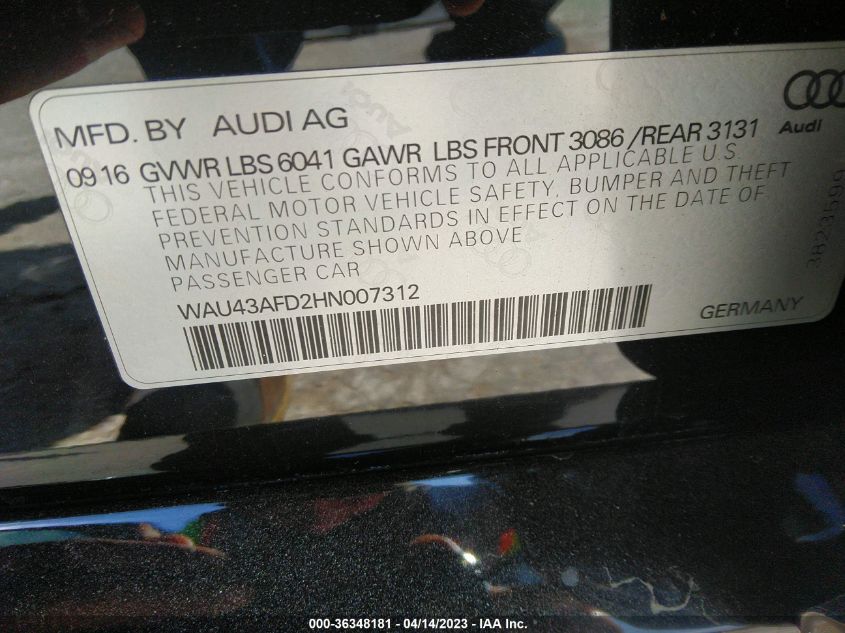 MFD. BY AUDI AG
Audi
09 16 GVWR LBS 6041 GAWR LBS FRONT 3086 /REAR 3131
THIS VEHICLE CONFORMS TO ALL APPLICABLE U.S.
FEDERAL MOTOR VEHICLE SAFETY, BUMPER AND THEFT
PREVENTION STANDARDS IN EFFECT ON THE DATE OF
MANUFACTURE SHOWN ABOVE
PASSENGER CAR
WAU43AFD2HN007312
GERMANY
000-36348181 - 04/14/2023 - IAA Inc.